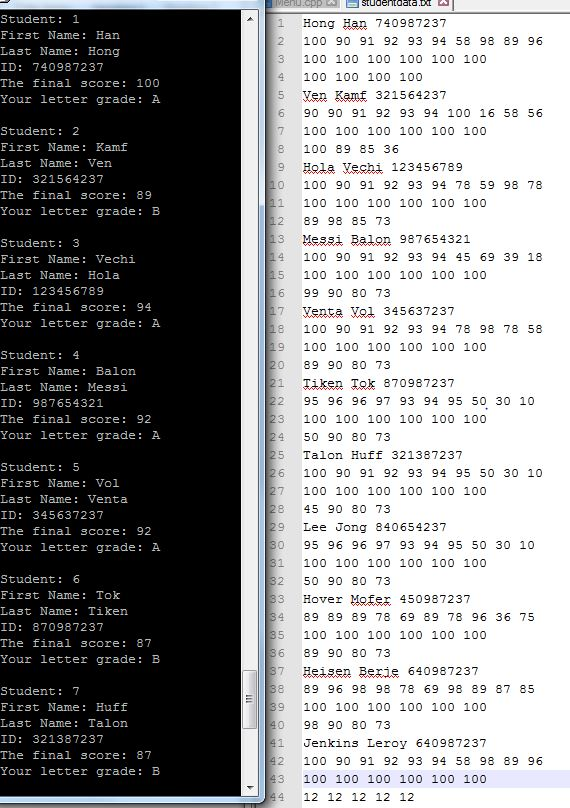 Student: 1
First Name: Han
Last Name: Hong
ID: 740987237
The final score: 100
Your letter grade: A
Student: 2
First Name: Kamf
Last Name: Ven
ID: 321564237
The final score: 89
Your letter grade: B
Student: 3
First Name: Vechi
Last Name: Hola
ID: 123456789
The final score: 94
Your letter grade: A
Student: 4
First Name: Balon
Last Name: Messi
ID: 987654321
The final score: 92
Your letter grade: A
Student: 5
First Name: Vol
Last Name: Venta
ID: 345637237
The final score: 92
Your letter grade: A
Student: 6
First Name: Tok
Last Name: Tiken
ID: 870987237
The final score: 87
Your letter grade: B
Student: 7
First Name: Huff
Last Name: Talon
ID: 321387237
The final score: 87
Your letter grade: B
Menu.cpp studentdata.txt
1 Hong Han 740987237
2 100 90 91 92 93 94 58 98 89 96
3 100 100 100 100 100 100
4 100 100 100 100
5 Ven Kamf 321564237
6 90 90 91 92 93 94 100 16 58 56
7 100 100 100 100 100 100
8 100 89 85 36
9 Hola Vechi 123456789
10 100 90 91 92 93 94 78 59 98 78
11 100 100 100 100 100 100
12 89 98 85 73
13 Messi Balon 987654321
14 100 90 91 92 93 94 45 69 39 18
15 100 100 100 100 100 100
16 99 90 80 73
17 Venta Vol 345637237
18 100 90 91 92 93 94 78 98 78 58
19 100 100 100 100 100 100
20 89 90 80 73
21 Tiken Tok 870987237
22 95 96 96 97 93 94 95 50 30 10
23 100 100 100 100 100 100
24 50 90 80 73
25 Talon Huff 321387237
26 100 90 91 92 93 94 95 50 30 10
27 100 100 100 100 100 100
28 45 90 80 73
29 Lee Jong 840654237
30 95 96 96 97 93 94 95 50 30 10
31 100 100 100 100 100 100
32 50 90 80 73
33 Hover Mofer 450987237
34 89 89 89 78 69 89 78 96 36 75
35 100 100 100 100 100 100
36 89 90 80 73
37 Heisen Berje 640987237
38 89 96 98 98 78 69 98 89 87 85
39 100 100 100 100 100 100
40 98 90 80 73
41 Jenkins Leroy 640987237
42 100 90 91 92 93 94 58 98 89 96
43 100 100 100 100 100 100
44 12 12 12 12 12